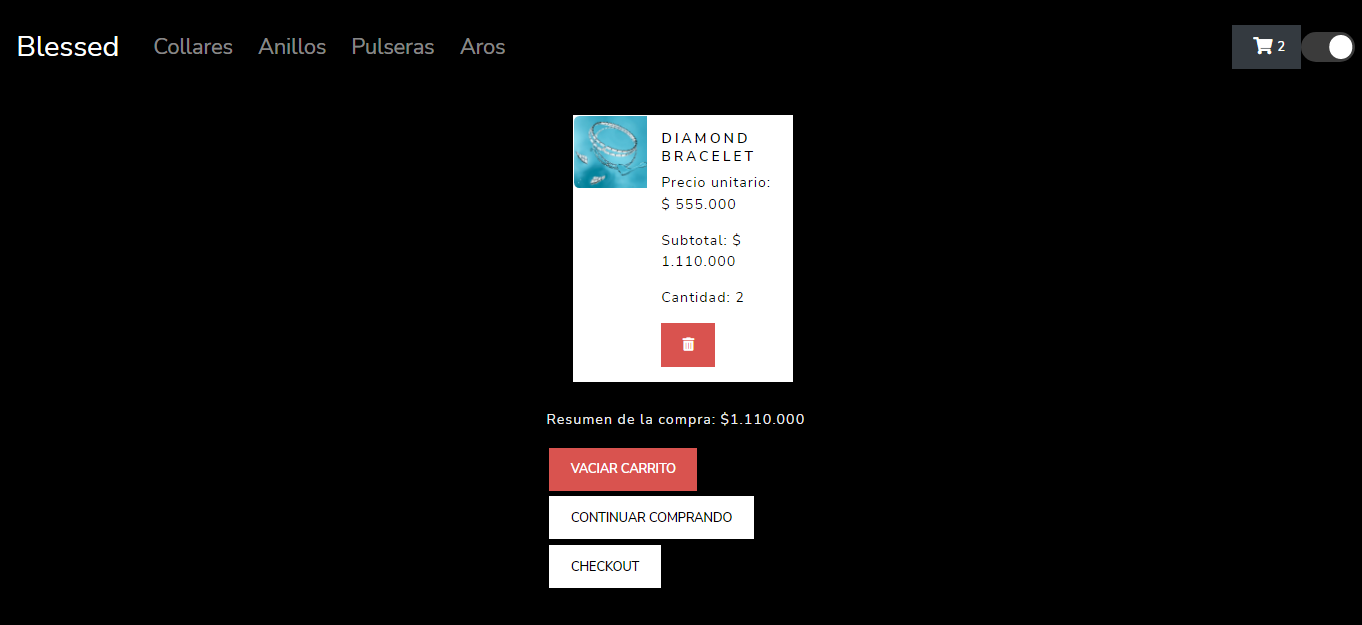 Blessed Collares Anillos Pulseras Aros 2
DIAMOND
BRACELET
Precio unitario:
$ 555.000
Subtotal: $
1.110.000
Cantidad: 2
Resumen de la compra: $1.110.000
VACIAR CARRITO
CONTINUAR COMPRANDO
CHECKOUT